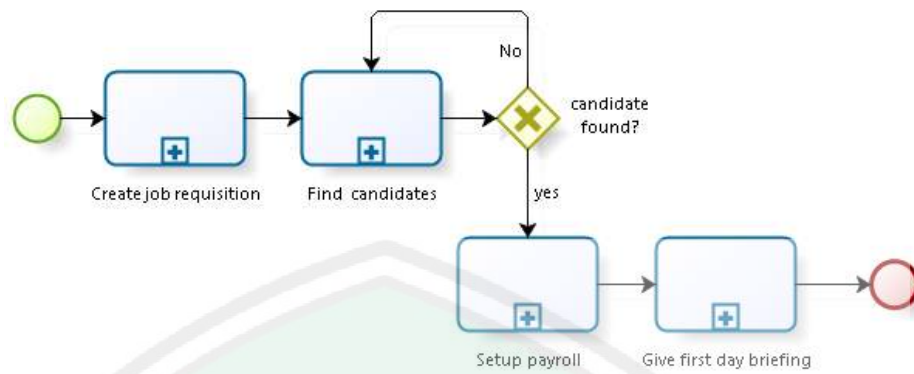 No
candidate
found?
Create job requisition
Find candidates
yes
Setup payroll
Give first day briefing